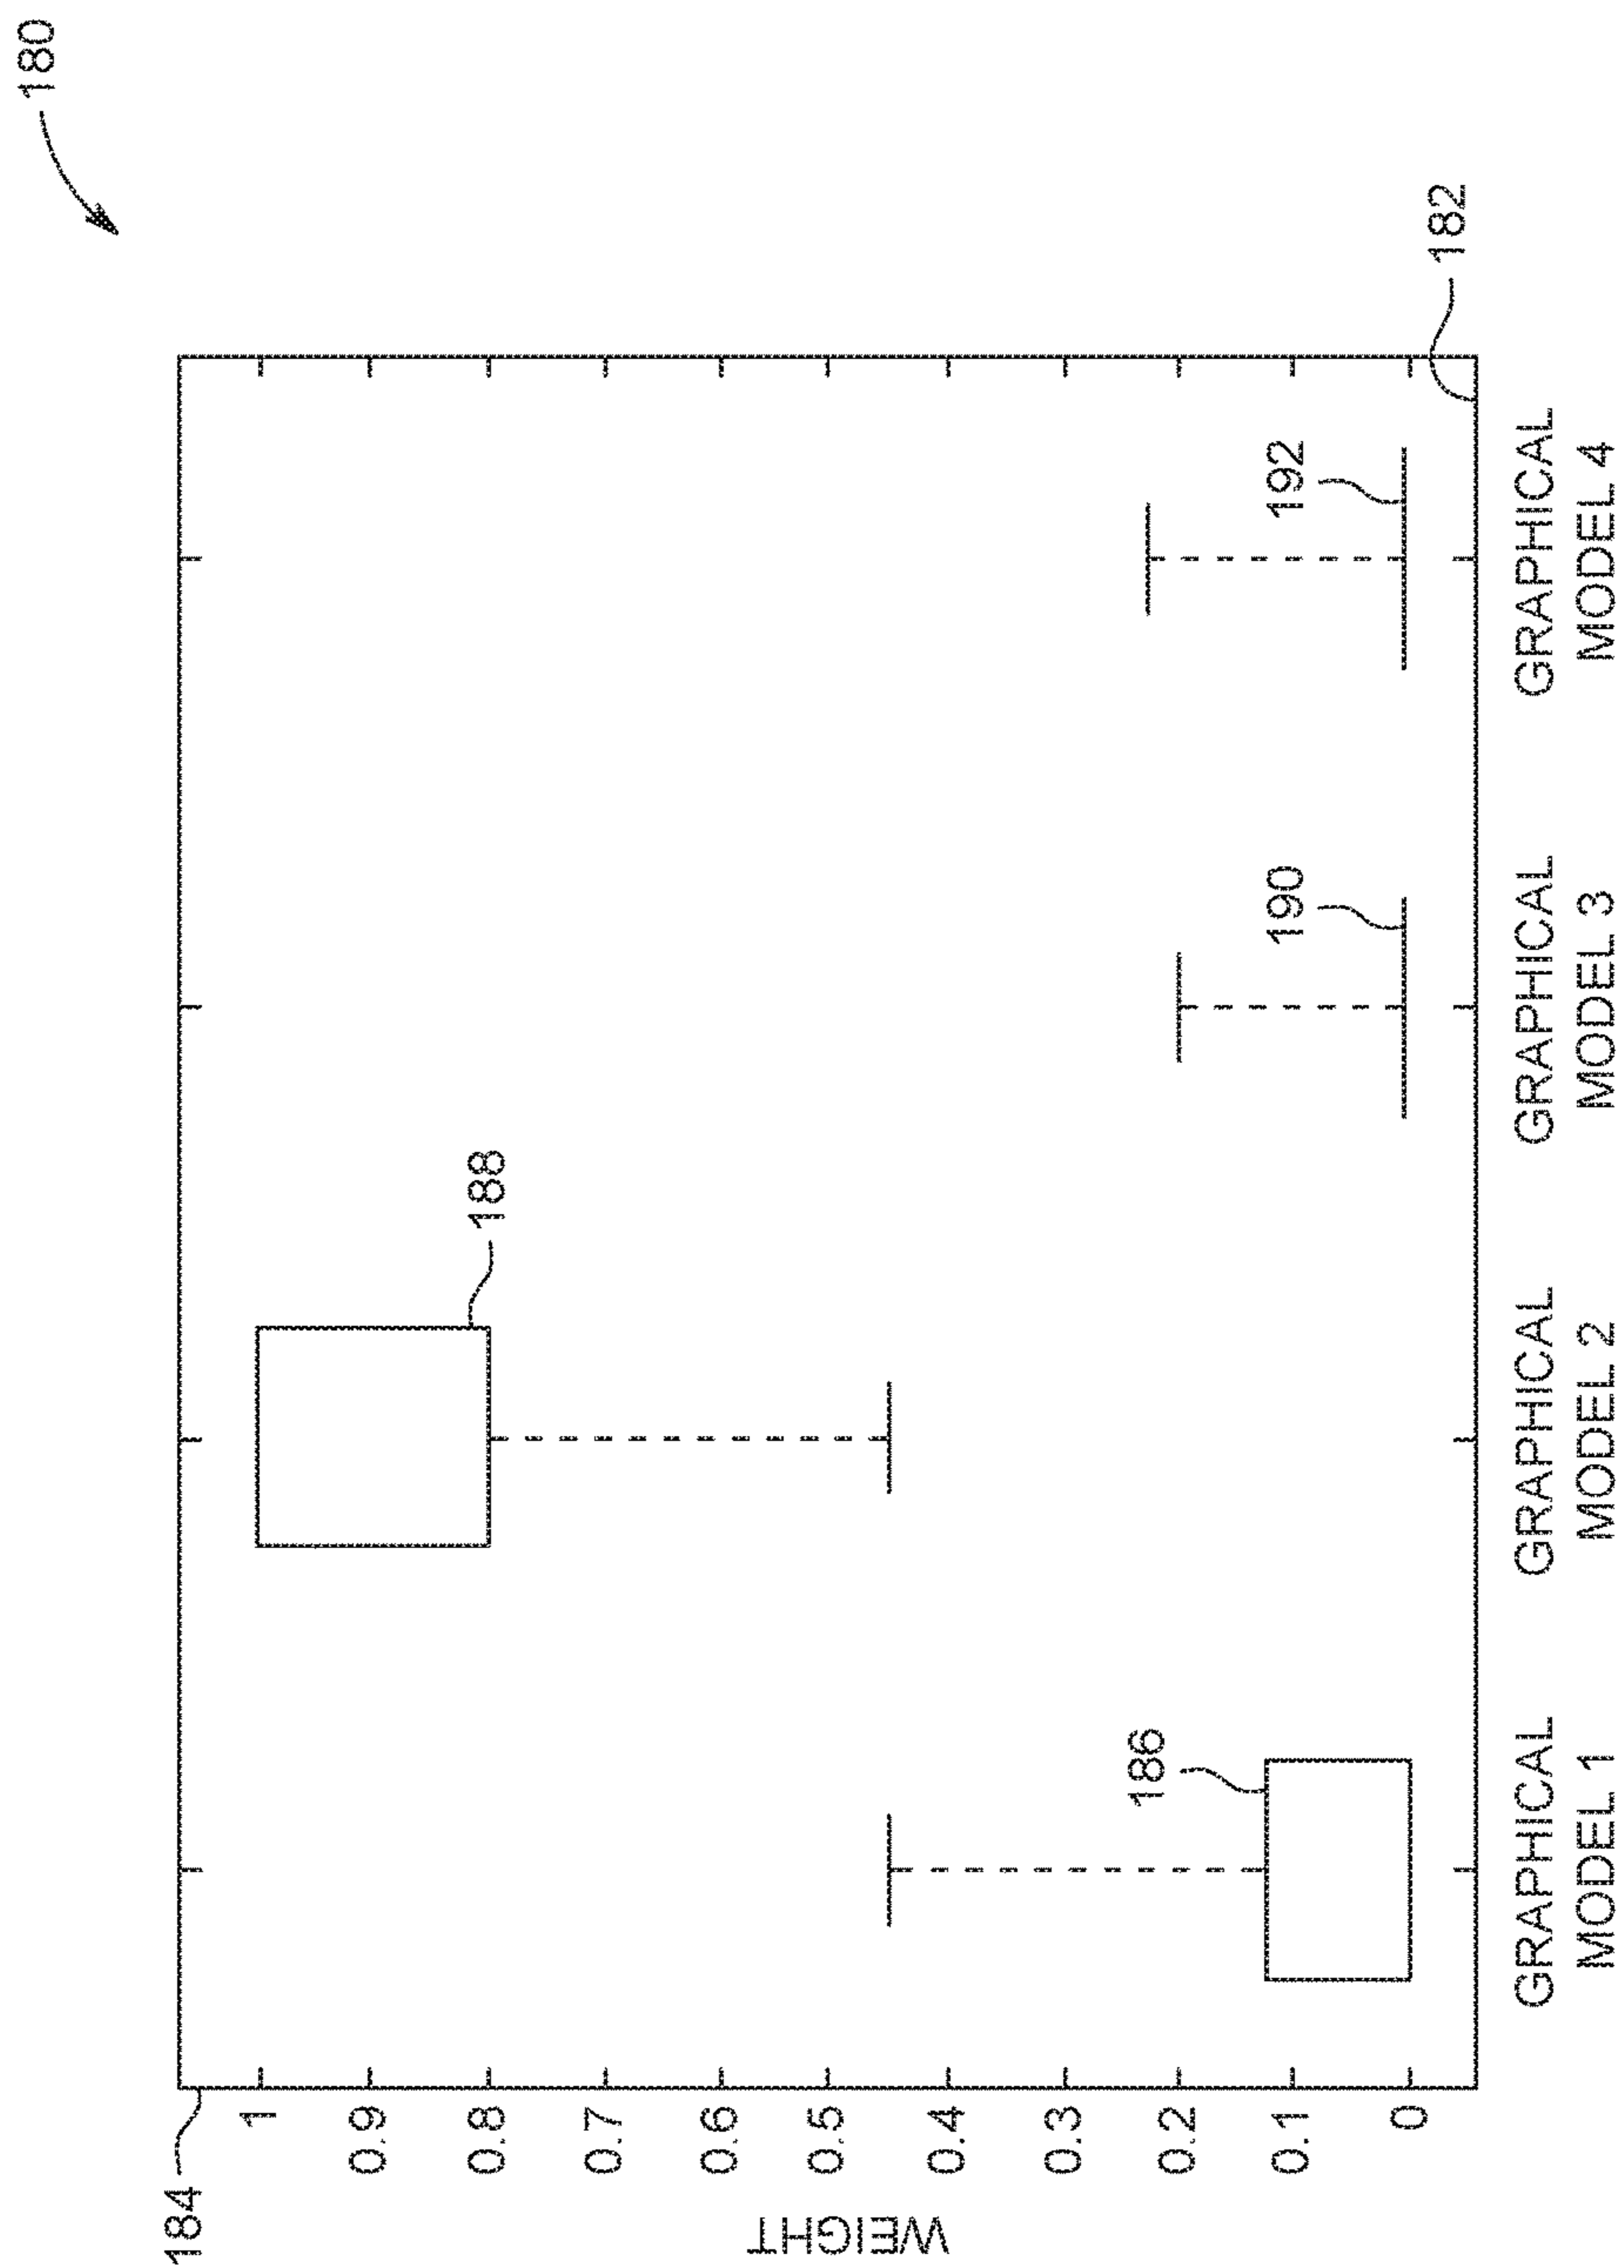 180
184
1
0.9
0.8
0.7
0.6
0.5
0.4
0.3
0.2
0.1
0
WEIGHT
186
188
190
192
182
GRAPHICAL
MODEL 1
GRAPHICAL
MODEL 2
GRAPHICAL
MODEL 3
GRAPHICAL
MODEL 4